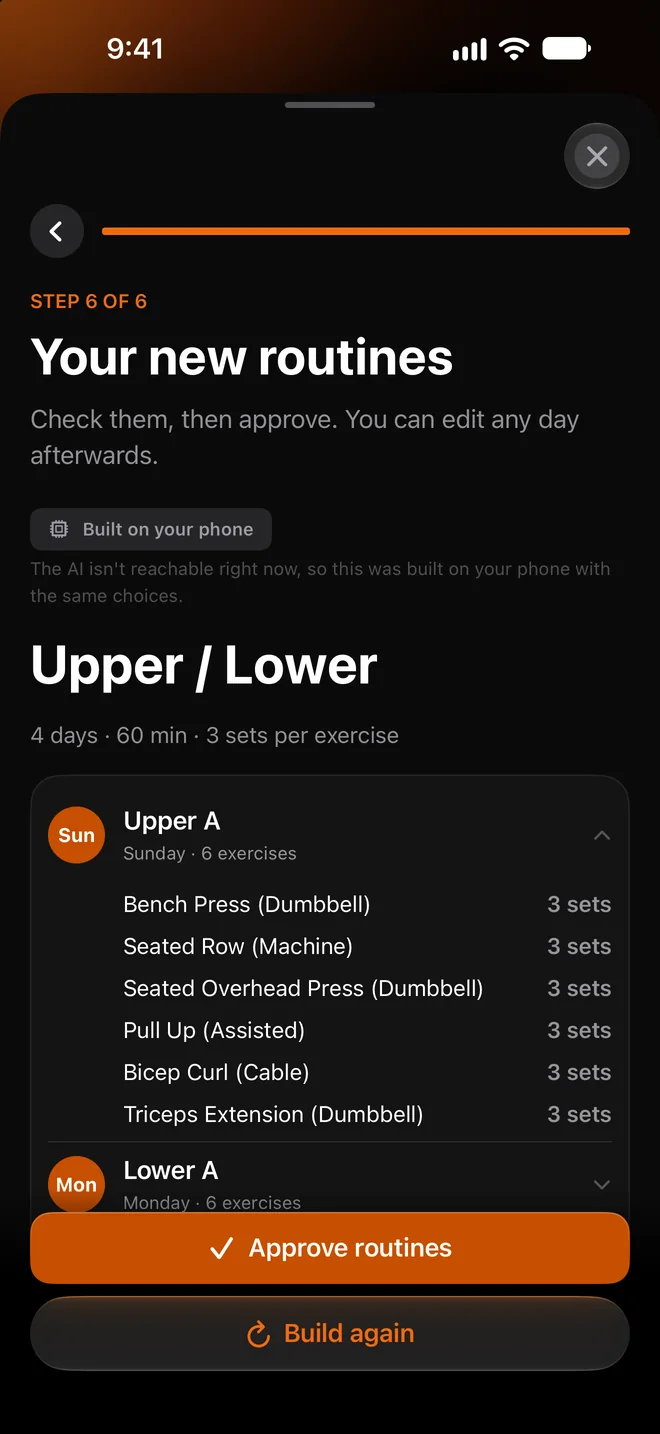 9:41
STEP 6 OF 6
Your new routines
Check them, then approve. You can edit any day
afterwards.
Built on your phone
The AI isn't reachable right now, so this was built on your phone with
the same choices.
Upper / Lower
4 days · 60 min · 3 sets per exercise
Sun
Upper A
Sunday · 6 exercises
Bench Press (Dumbbell) 3 sets
Seated Row (Machine) 3 sets
Seated Overhead Press (Dumbbell) 3 sets
Pull Up (Assisted) 3 sets
Bicep Curl (Cable) 3 sets
Triceps Extension (Dumbbell) 3 sets
Mon
Lower A
Monday · 6 exercises
Approve routines
Build again